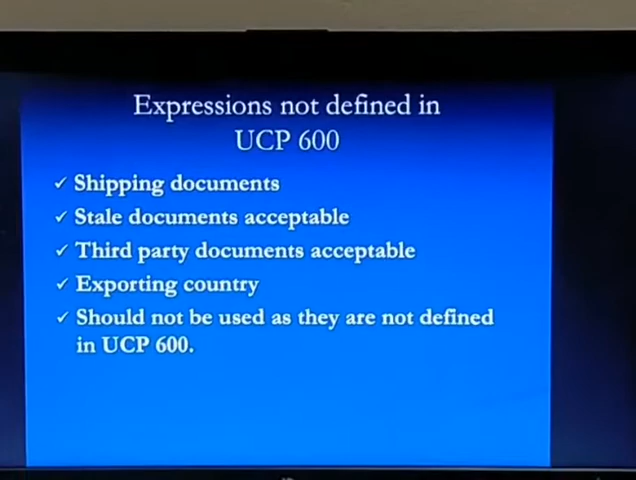 Expressions not defined in
UCP 600
✓ Shipping documents
✓ Stale documents acceptable
✓ Third party documents acceptable
✓ Exporting country
✓ Should not be used as they are not defined
in UCP 600.